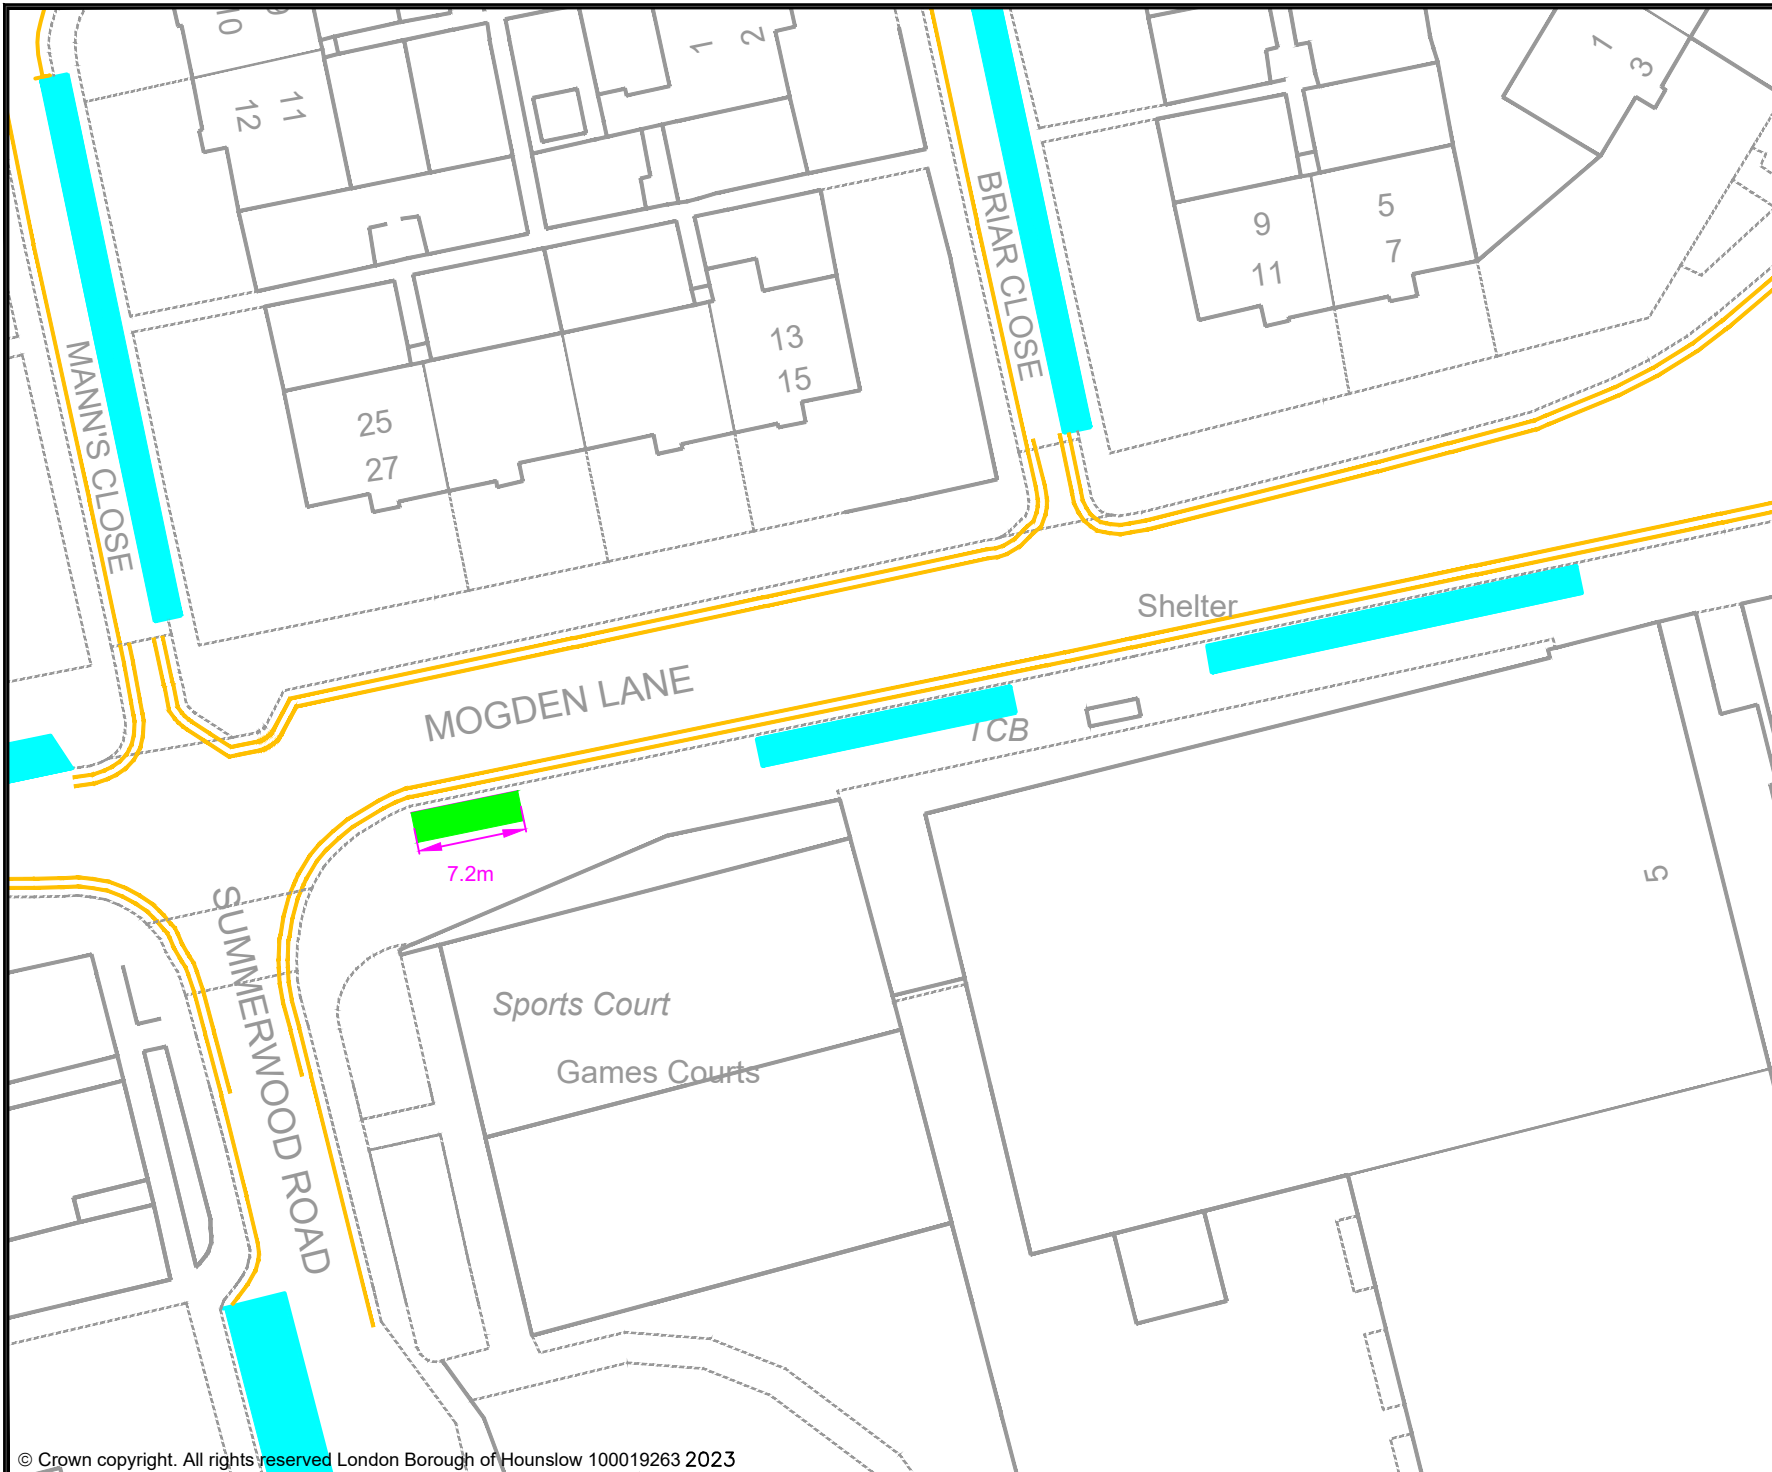 10
9
12
11
1
2
1
3
BRIAR CLOSE
9
11
5
7
MANN'S CLOSE
13
15
25
27
Shelter
MOGDEN LANE
TCB
7.2m
SUMMERWOOD ROAD
5
Sports Court
Games Courts
© Crown copyright. All rights reserved London Borough of Hounslow 100019263 2023